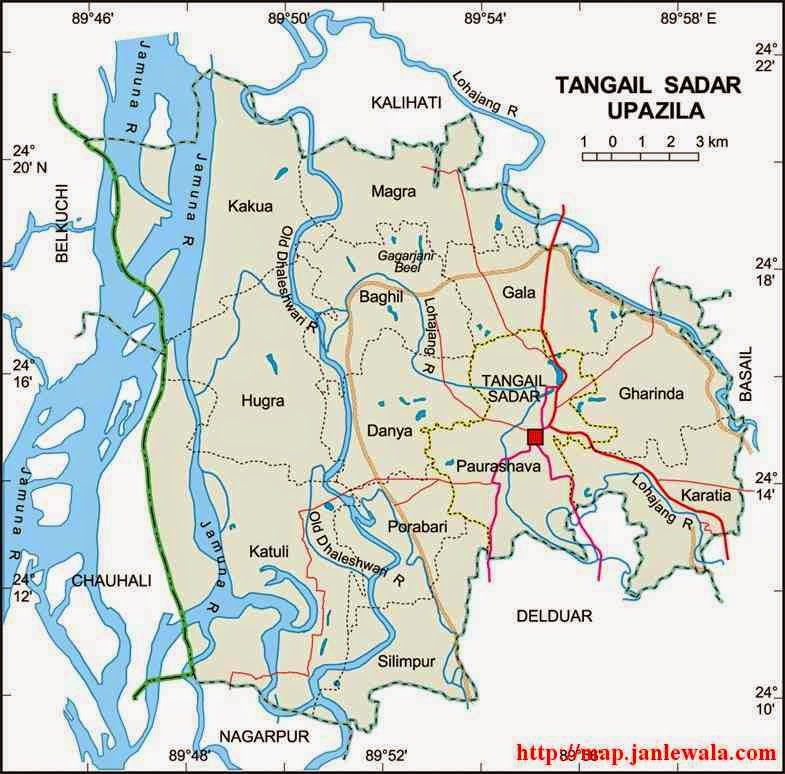 89°46'
89°50'
89°54'
89°58' E
24°
22'
TANGAIL SADAR
UPAZILA
1 0 1 2 3 km
KALIHATI
Lohajang R
Jamuna R
24°
20' N
Jamuna R
Magra
Kakua
BELKUCHI
Old Dhaleshwari R
Gagarjani
Beel
24°
18'
Baghil
Gala
Lohajang R
24°
16'
TANGAIL
SADAR
Gharinda
BASAIL
Hugra
Danya
Paurashava
24°
14'
Lohajang R
Karatia
Jamuna R
Jamuna R
Old Dhaleshwari R
Porabari
Katuli
CHAUHALI
24°
12'
DELDUAR
Silimpur
24°
10'
NAGARPUR
89°48'
89°52'
http://map.janlewala.com